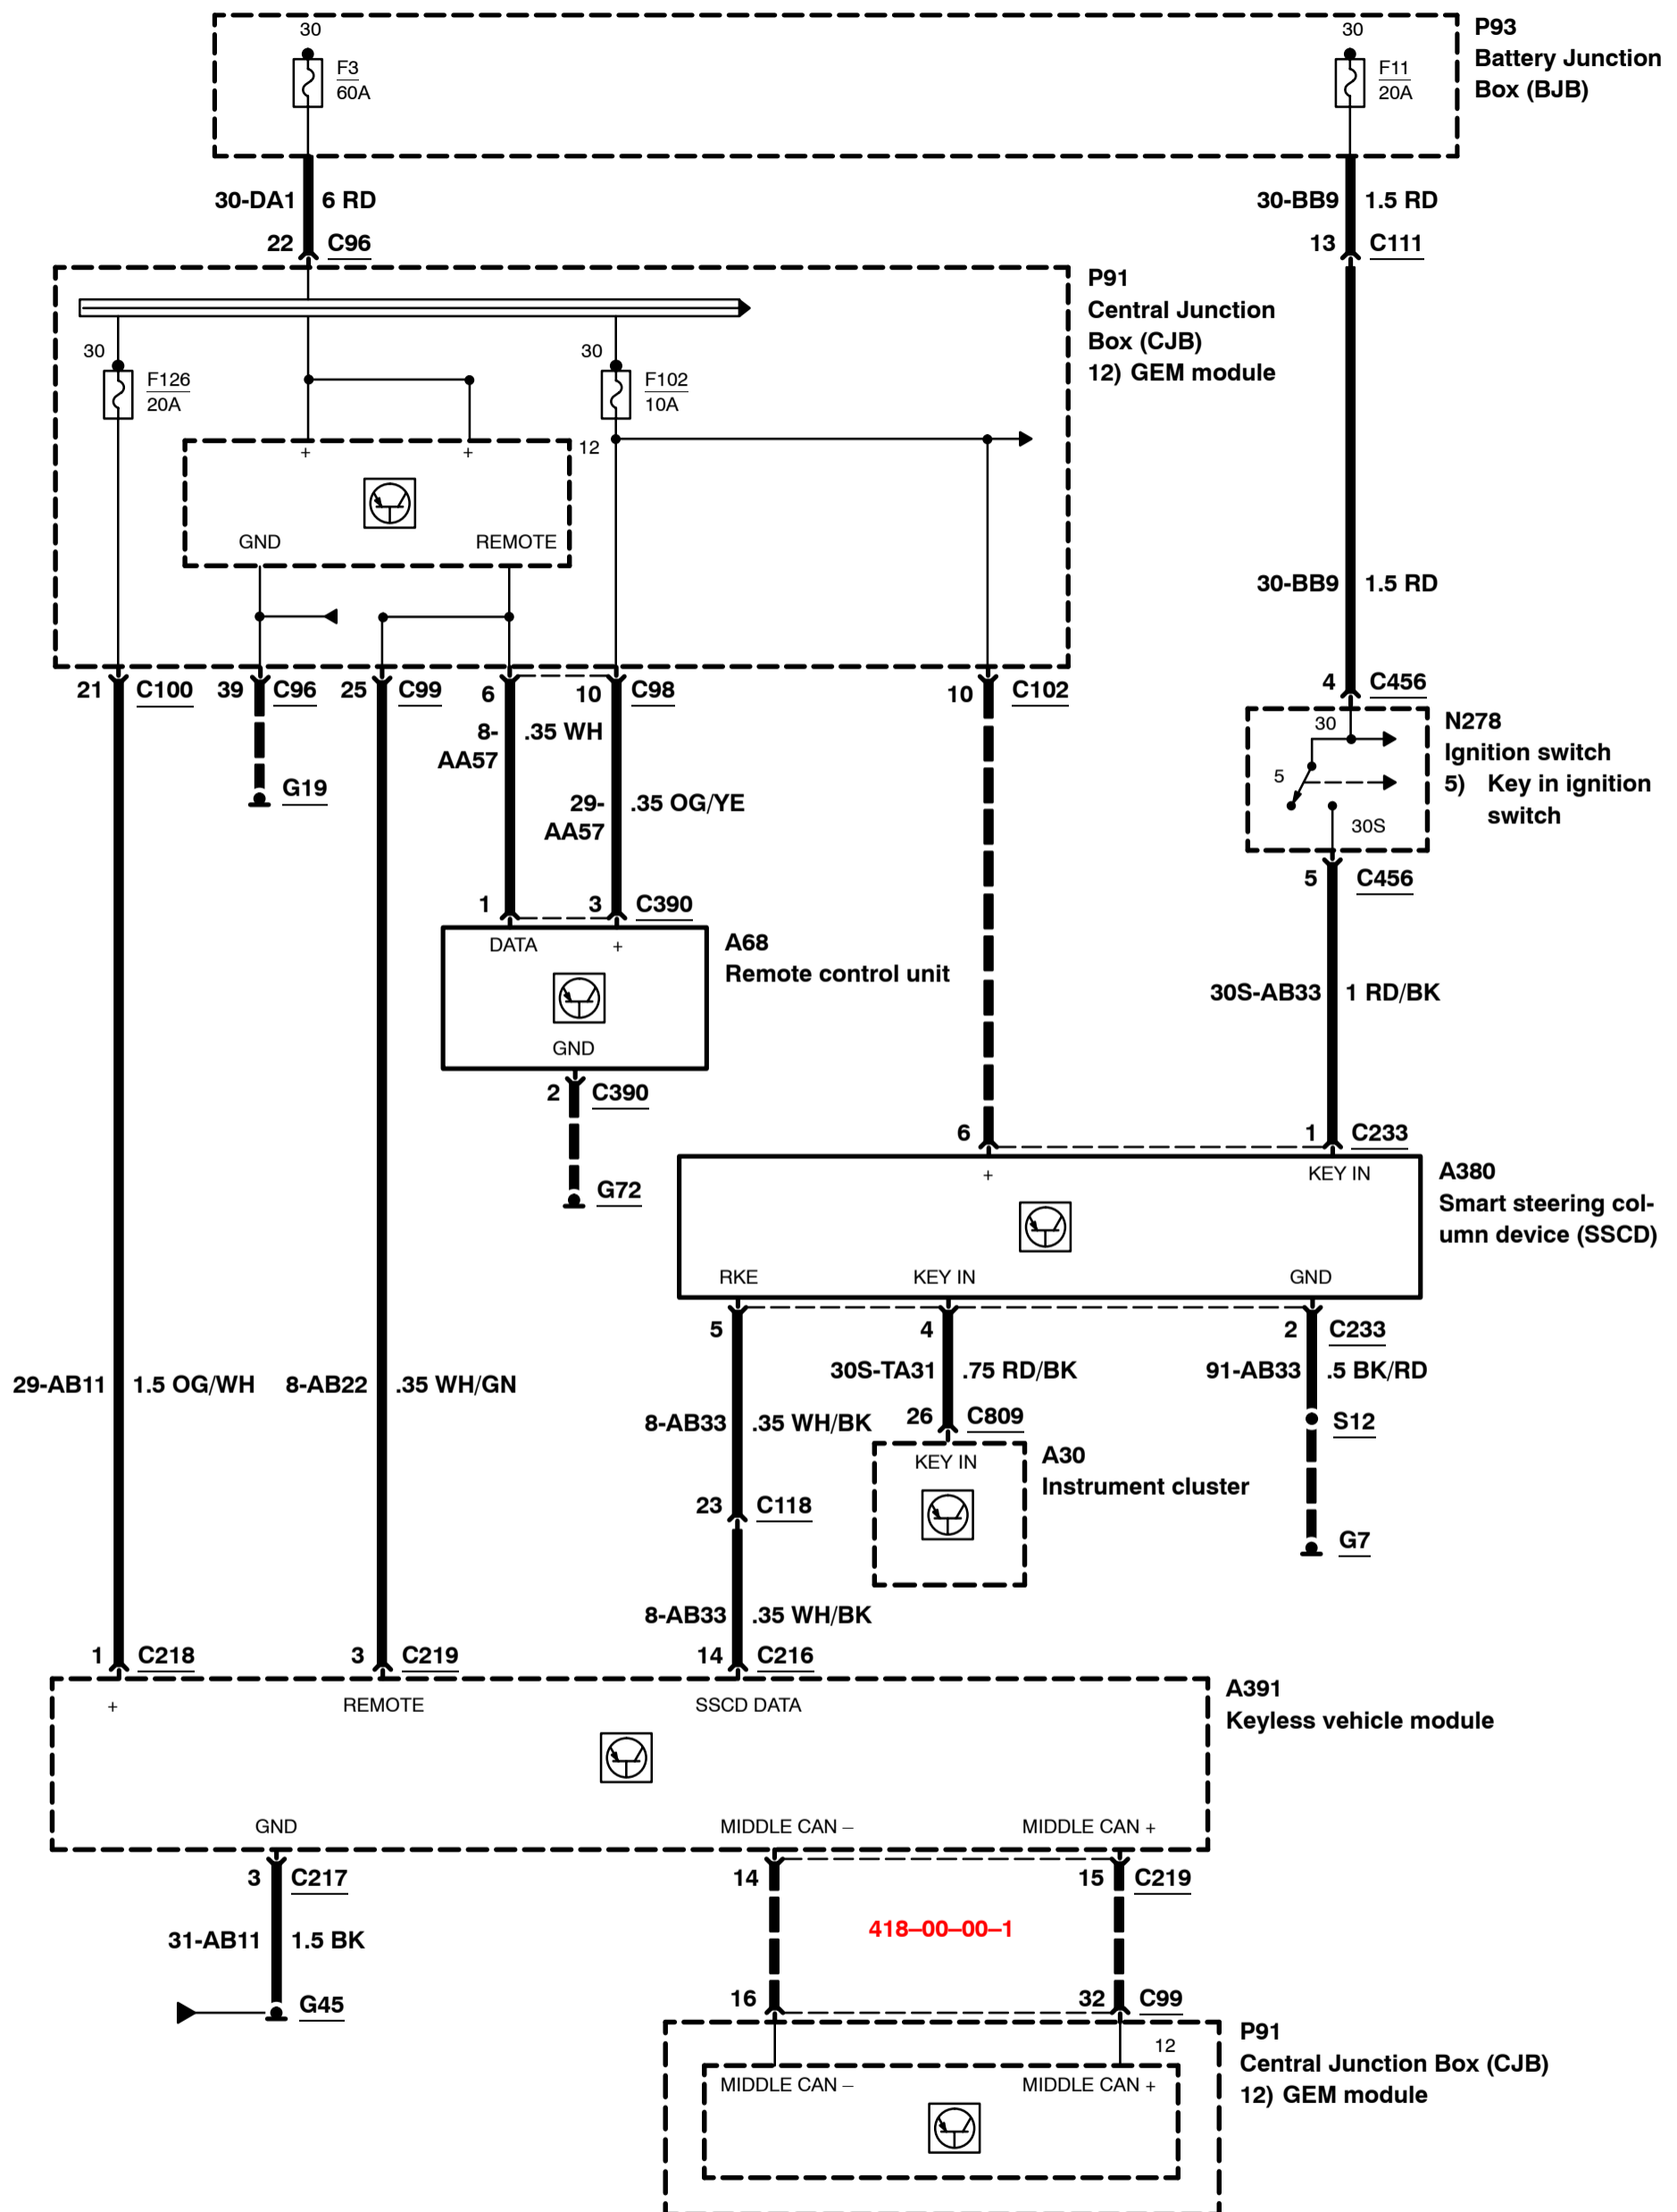 30
F3
60A
30
F11
20A
P93
Battery Junction
Box (BJB)
30-DA1 6 RD
22 C96
30-BB9 1.5 RD
13 C111
P91
Central Junction
Box (CJB)
12) GEM module
30
F126
20A
30
F102
10A
12
+ +
GND REMOTE
30-BB9 1.5 RD
21 C100 39 C96 25 C99 6 10 C98 10 C102
4 C456
8-
AA57
.35 WH
G19
29-
AA57
.35 OG/YE
30
5
30S
N278
Ignition switch
5) Key in ignition
switch
5 C456
1 3 C390
DATA +
GND
A68
Remote control unit
30S-AB33 1 RD/BK
2 C390
G72
6 1 C233
+ KEY IN
RKE KEY IN GND
A380
Smart steering col-
umn device (SSCD)
5 4 2 C233
30S-TA31 .75 RD/BK
91-AB33 .5 BK/RD
29-AB11 1.5 OG/WH 8-AB22 .35 WH/GN
8-AB33 .35 WH/BK
26 C809
S12
KEY IN
A30
Instrument cluster
23 C118
G7
8-AB33 .35 WH/BK
1 C218 3 C219 14 C216
+ REMOTE SSCD DATA
A391
Keyless vehicle module
GND MIDDLE CAN – MIDDLE CAN +
3 C217 14 15 C219
31-AB11 1.5 BK
418–00–00–1
G45
16 32 C99
12
MIDDLE CAN – MIDDLE CAN +
P91
Central Junction Box (CJB)
12) GEM module